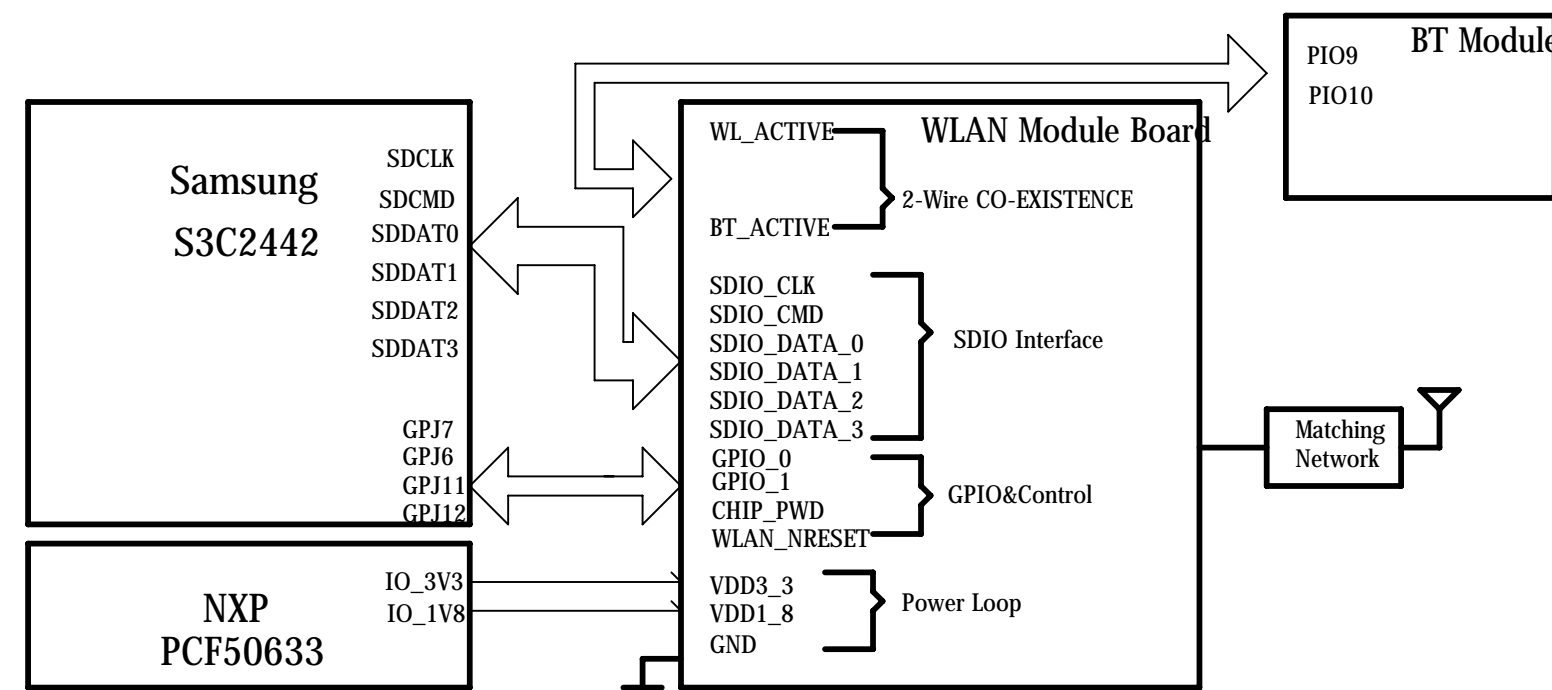 BT Module
PIO9
PIO10
Samsung
S3C2442
SDCLK
SDCMD
SDDAT0
SDDAT1
SDDAT2
SDDAT3
GPJ7
GPJ6
GPJ11
GPJ12
WLAN Module Board
WL_ACTIVE
2-Wire CO-EXISTENCE
BT_ACTIVE
SDIO_CLK
SDIO_CMD
SDIO_DATA_0
SDIO_DATA_1
SDIO_DATA_2
SDIO_DATA_3
SDIO Interface
GPIO_0
GPIO_1
CHIP_PWD
WLAN_NRESET
GPIO&Control
Matching
Network
NXP
PCF50633
IO_3V3
IO_1V8
VDD3_3
VDD1_8
GND
Power Loop